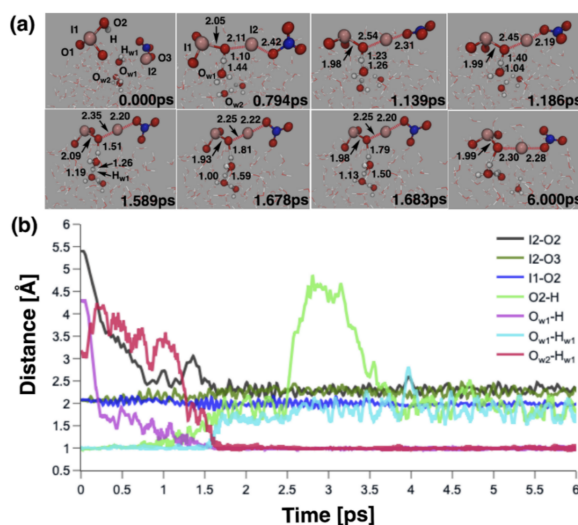 (a)
I1 O2 H O1 Hw1 Ow1 Ow2 O3 I2 0.000ps
2.05 I2 2.11 I1 1.10 2.42 Ow1 1.44 Ow2 0.794ps
2.54 1.23 2.31 1.98 1.26 1.139ps
2.45 2.19 1.99 1.40 1.04 1.186ps
2.35 2.20 1.51 2.09 1.26 1.19 Hw1 1.589ps
2.25 2.22 1.81 1.93 1.00 1.59 1.678ps
2.25 2.20 1.79 1.98 1.13 1.50 1.683ps
1.99 2.30 2.28 6.000ps
(b)
Distance [Å]
6
5.5
5
4.5
4
3.5
3
2.5
2
1.5
1
0.5
I2-O2
I2-O3
I1-O2
O2-H
Ow1-H
Ow1-Hw1
Ow2-Hw1
0 0.5 1 1.5 2 2.5 3 3.5 4 4.5 5 5.5 6
Time [ps]